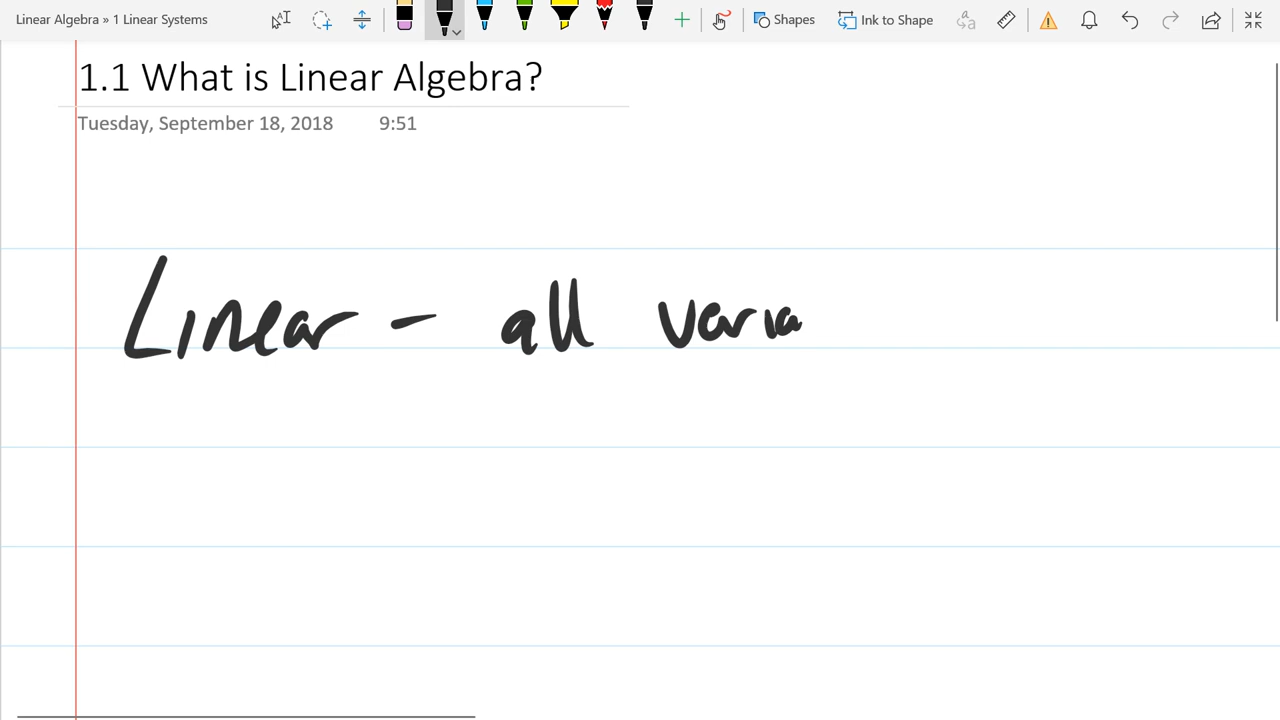 Linear Algebra » 1 Linear Systems
Shapes
Ink to Shape
1.1 What is Linear Algebra?
Tuesday, September 18, 2018 9:51
Linear - all varia